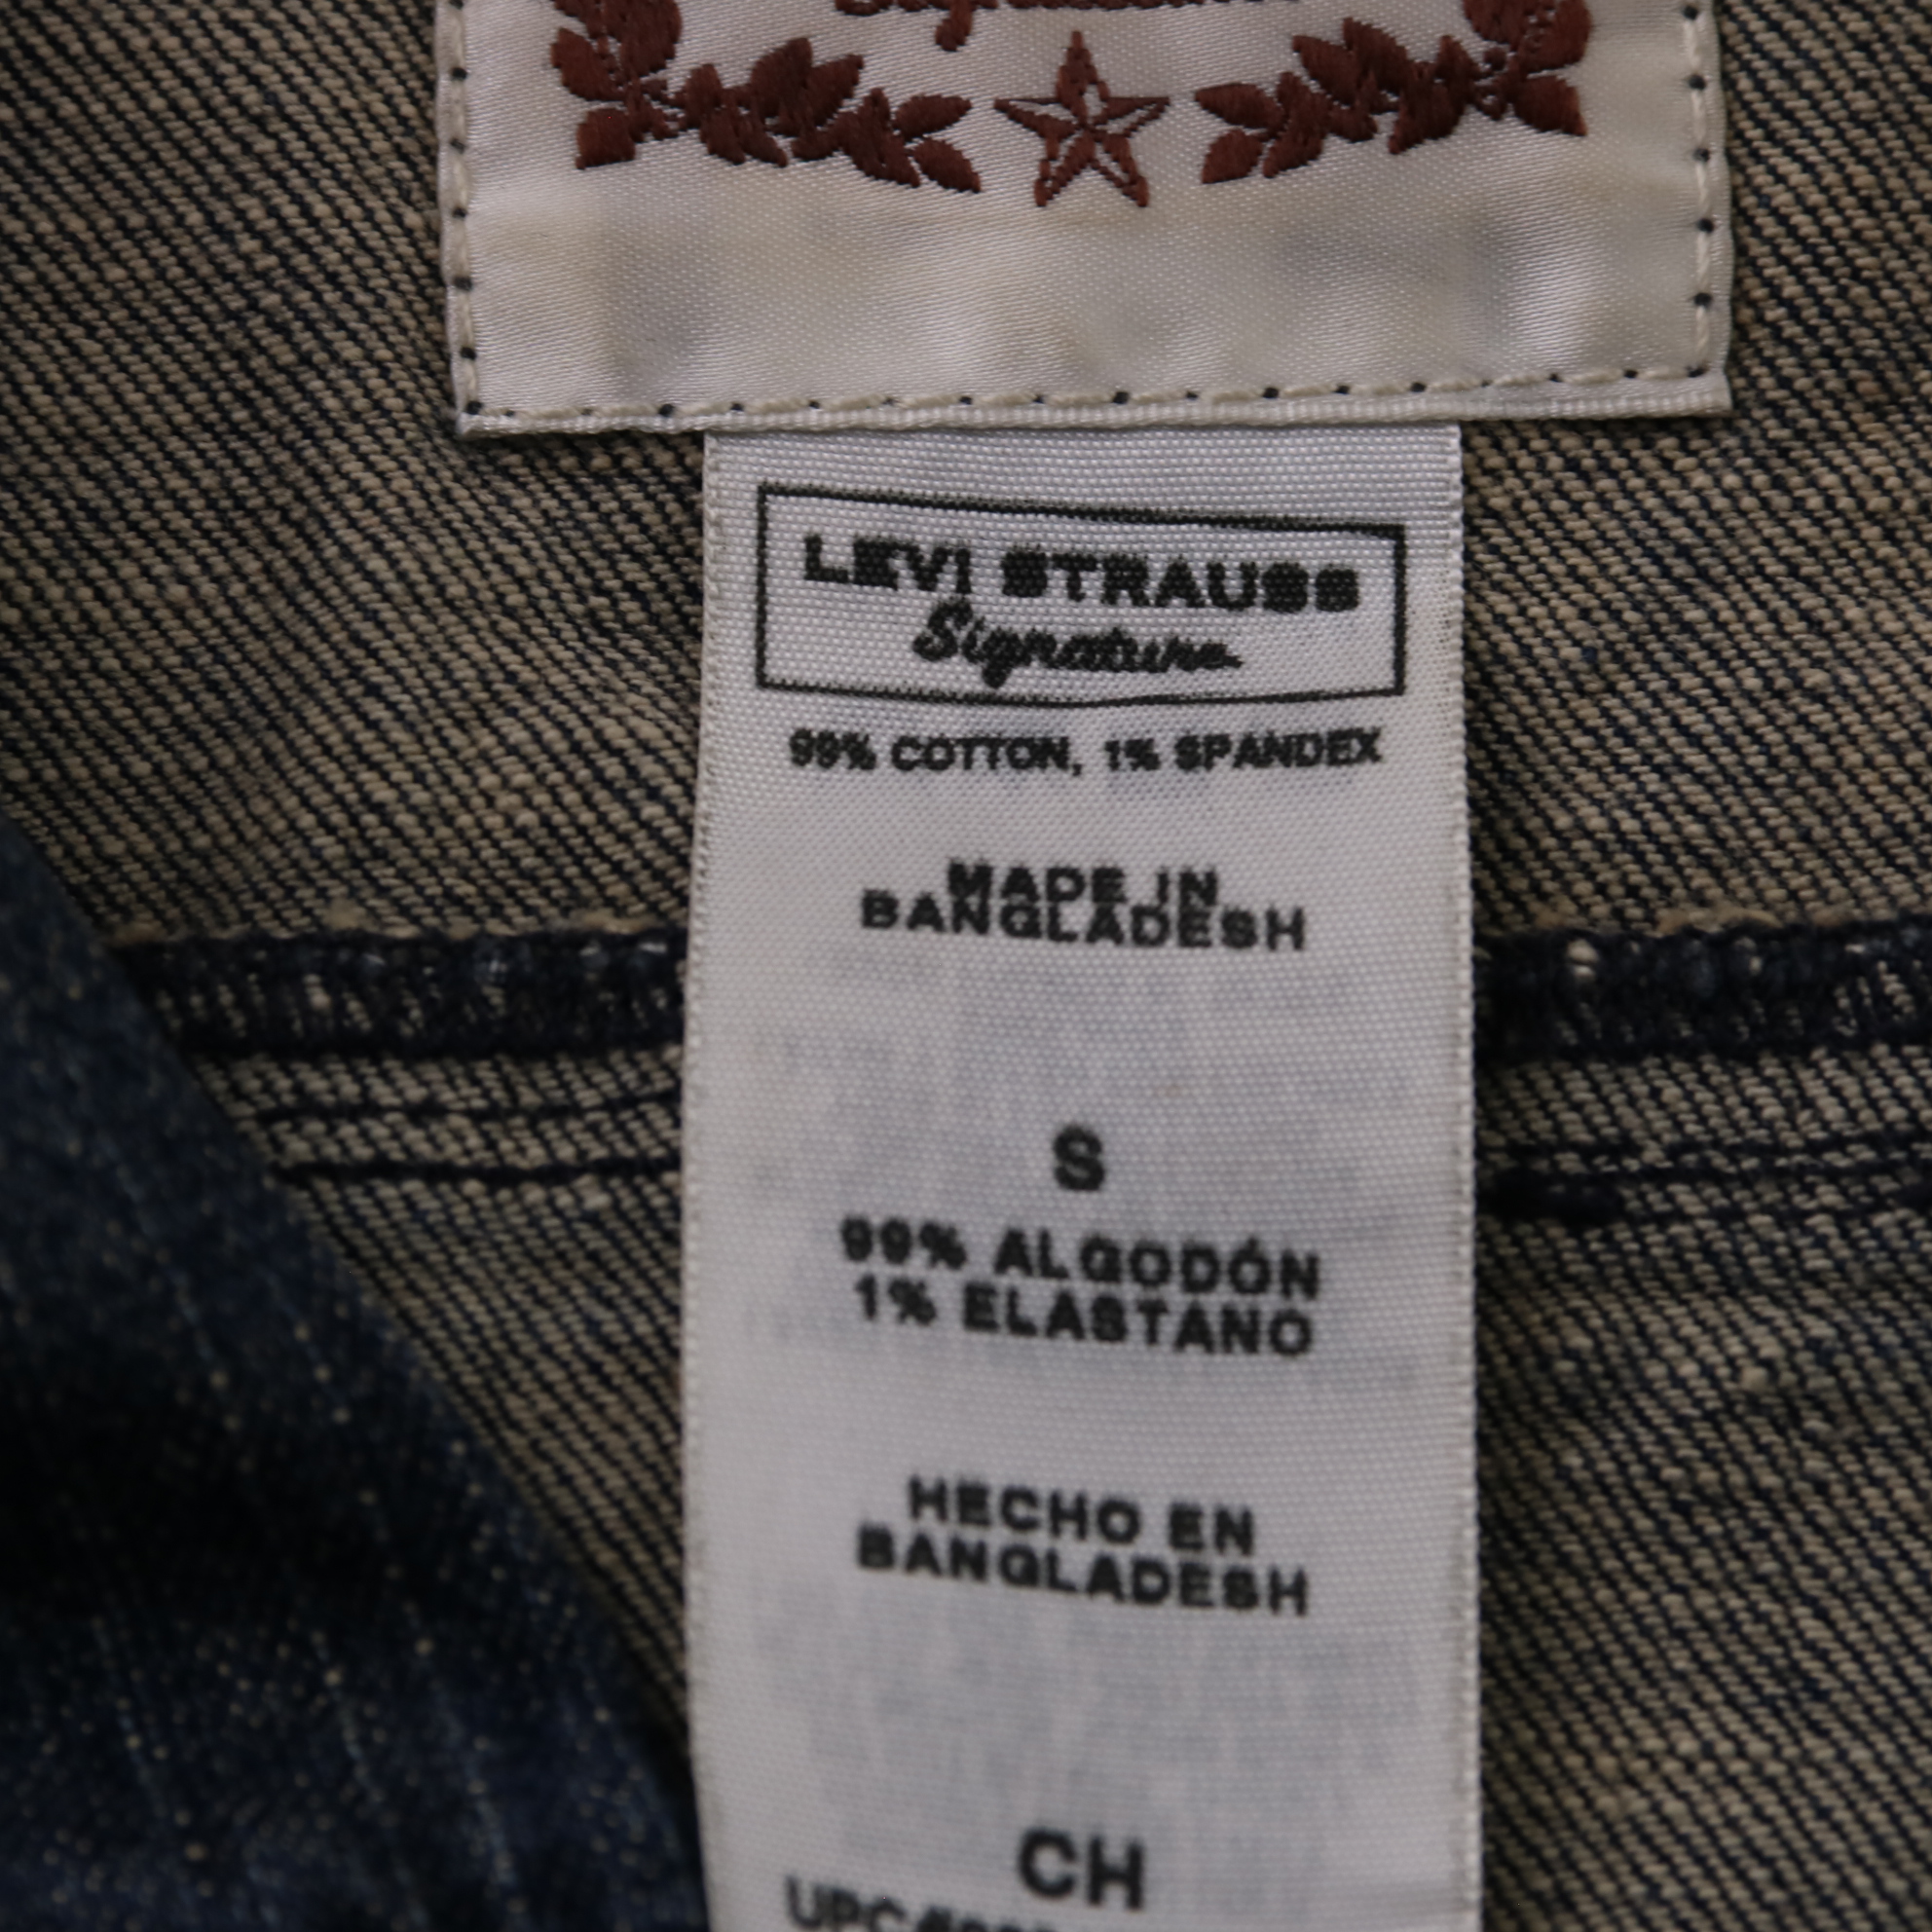 LEVI STRAUSS
Signature
99% COTTON, 1% SPANDEX
MADE IN
BANGLADESH
S
99% ALGODÓN
1% ELASTANO
HECHO EN
BANGLADESH
CH